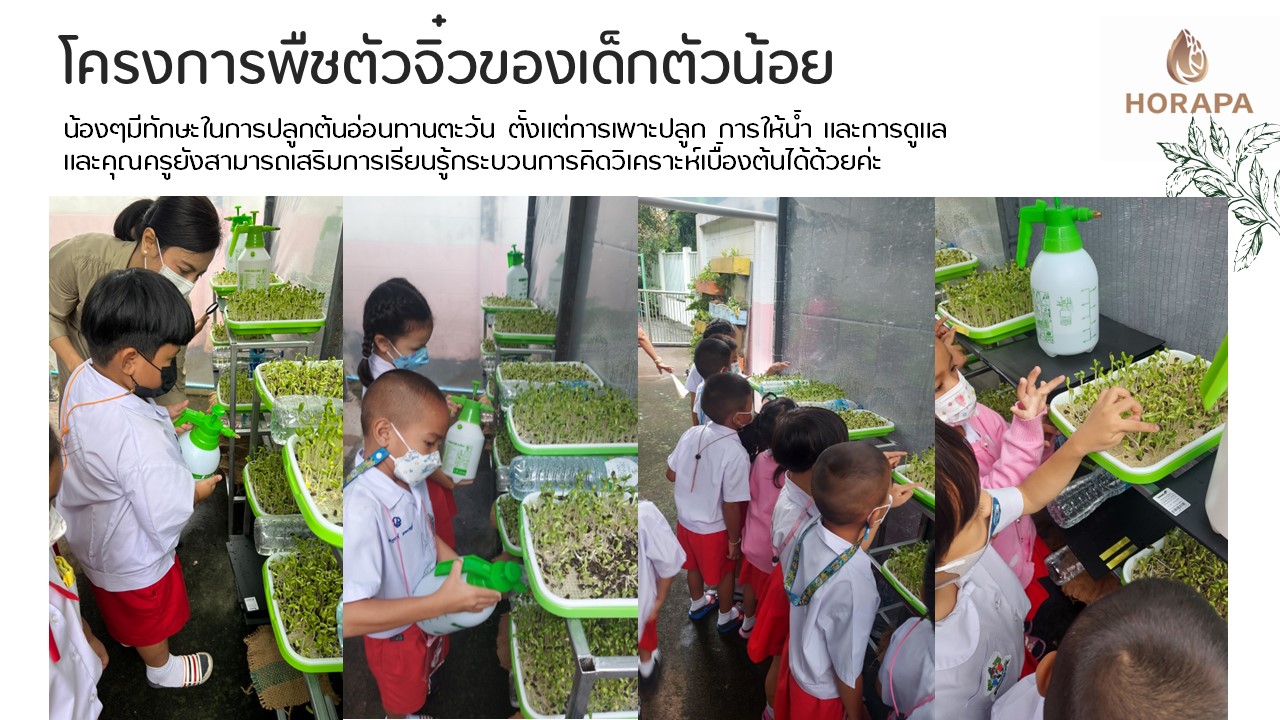 โครงการพืชตัวจิ๋วของเด็กตัวน้อย
HORAPA
น้องๆมีทักษะในการปลูกต้นอ่อนทานตะวัน ตั้งแต่การเพาะปลูก การให้น้ำ และการดูแล
และคุณครูยังสามารถเสริมการเรียนรู้กระบวนการคิดวิเคราะห์เบื้องต้นได้ด้วยค่ะ